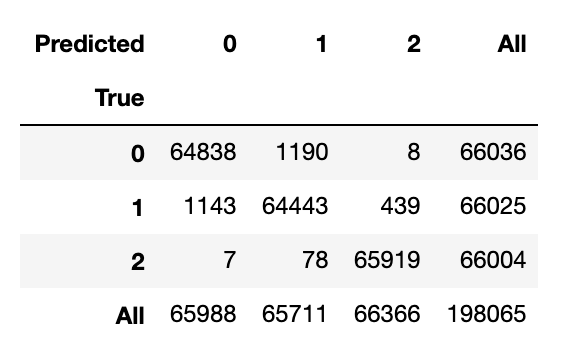 Predicted 0 1 2 All
True
0 64838 1190 8 66036
1 1143 64443 439 66025
2 7 78 65919 66004
All 65988 65711 66366 198065